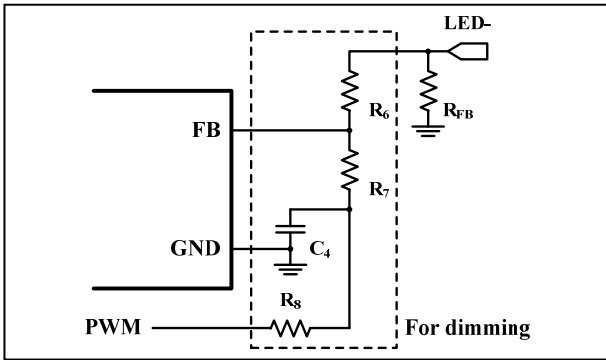 LED-
R6
RFB
FB
R7
GND
C4
R8
PWM
For dimming